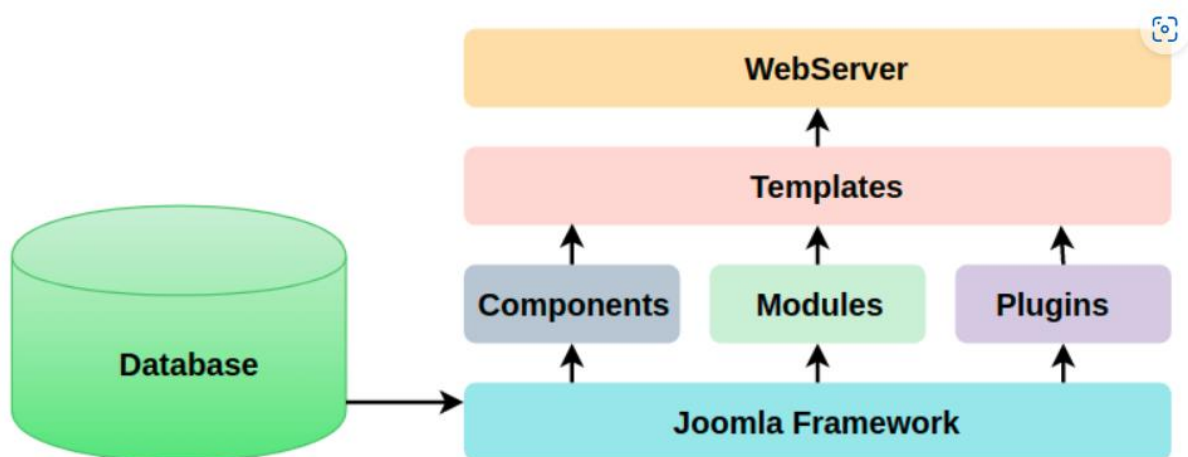 WebServer
Templates
Components
Modules
Plugins
Database
Joomla Framework